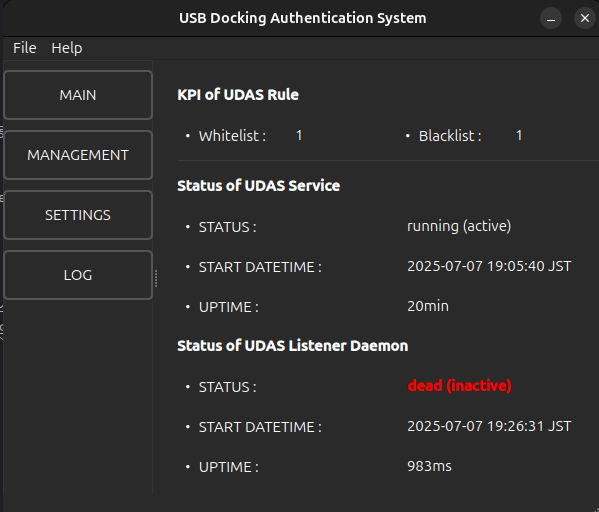 USB Docking Authentication System
File Help
MAIN
MANAGEMENT
SETTINGS
LOG
KPI of UDAS Rule
• Whitelist : 1 • Blacklist : 1
Status of UDAS Service
• STATUS : running (active)
• START DATETIME : 2025-07-07 19:05:40 JST
• UPTIME : 20min
Status of UDAS Listener Daemon
• STATUS : dead (inactive)
• START DATETIME : 2025-07-07 19:26:31 JST
• UPTIME : 983ms